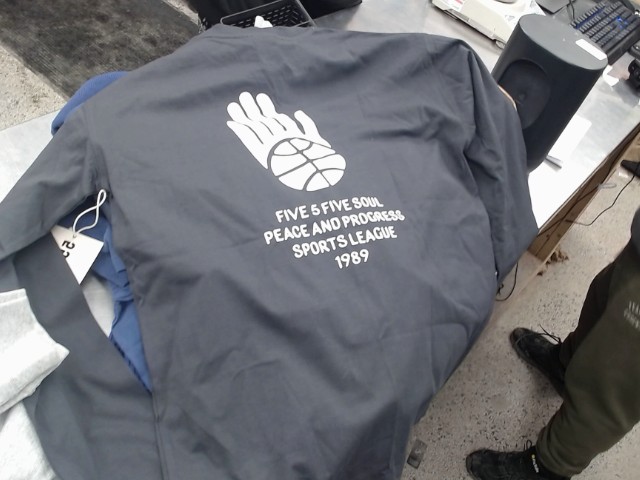 FIVE 5 FIVE SOUL
PEACE AND PROGRESS
SPORTS LEAGUE
1989